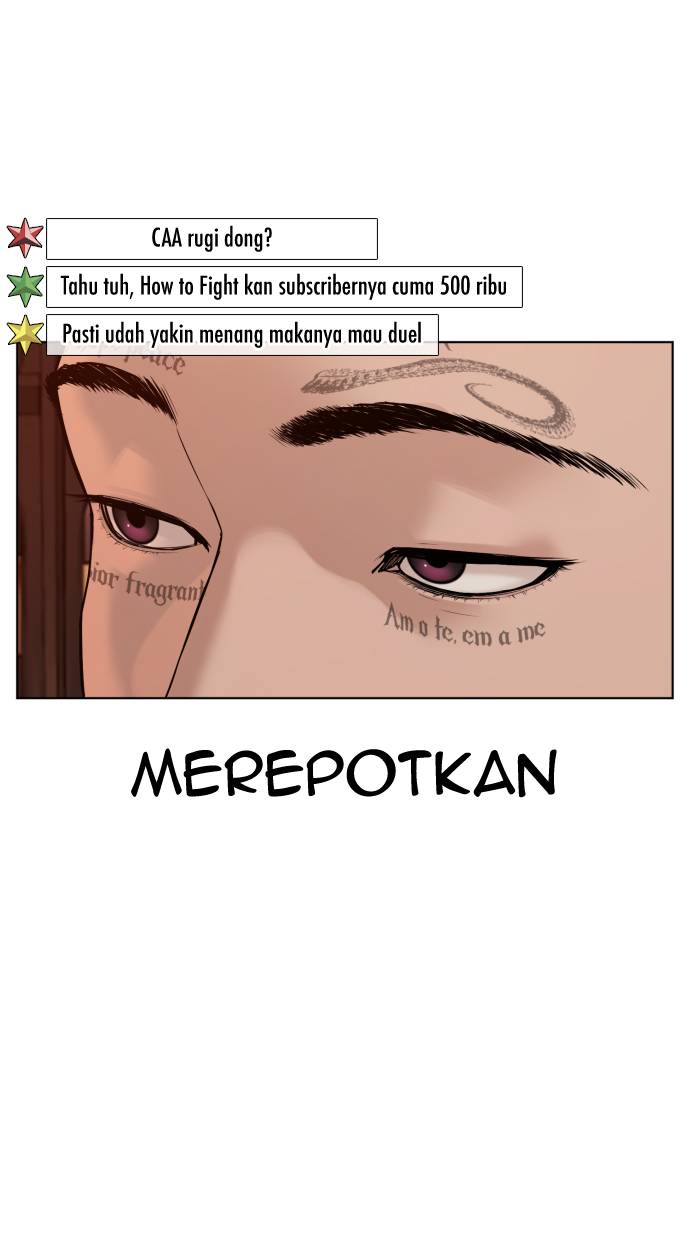 CAA rugi dong?
Tahu tuh, How to Fight kan subscribernya cuma 500 ribu
Pasti udah yakin menang makanya mau duel
fragrant
Am o te, em a me
MEREPOTKAN